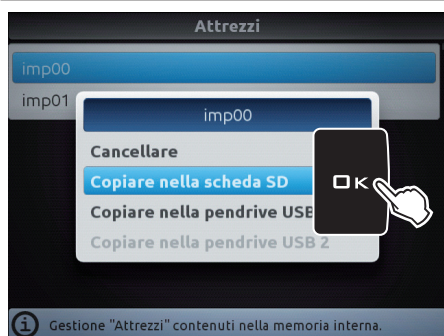 Attrezzi
imp00
imp01
imp00
Cancellare
Copiare nella scheda SD
OK
Copiare nella pendrive USB
Copiare nella pendrive USB 2
i Gestione "Attrezzi" contenuti nella memoria interna.